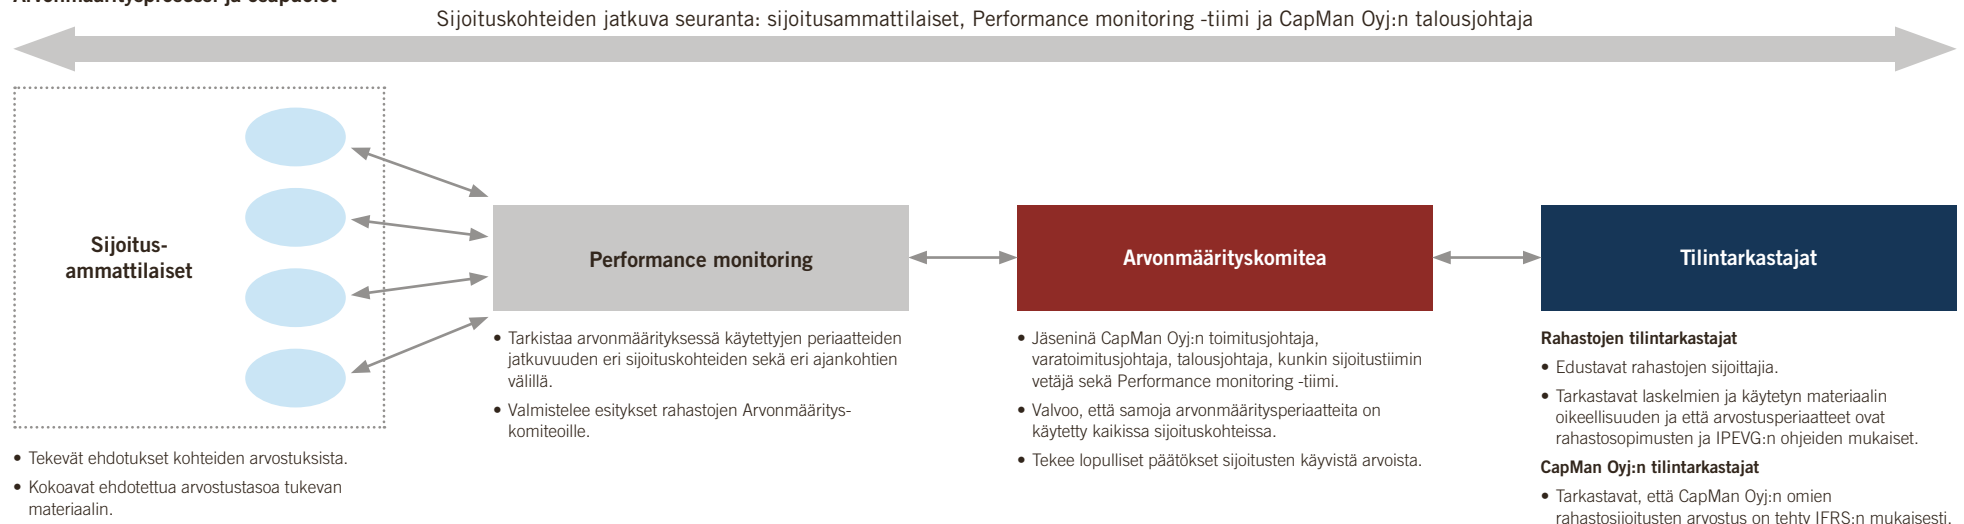 Arvonmääritysprosessi ja osapuolet
Sijoituskohteiden jatkuva seuranta: sijoitusammattilaiset, Performance monitoring -tiimi ja CapMan Oyj:n talousjohtaja
Sijoitus-
ammattilaiset
• Tekevät ehdotukset kohteiden arvostuksista.
• Kokoavat ehdotettua arvostustasoa tukevan
materiaalin.
Performance monitoring
• Tarkistaa arvonmäärityksessä käytettyjen periaatteiden
jatkuvuuden eri sijoituskohteiden sekä eri ajankohtien
välillä.
• Valmistelee esitykset rahastojen Arvonmääritys-
komiteoille.
Arvonmäärityskomitea
• Jäseninä CapMan Oyj:n toimitusjohtaja,
varatoimitusjohtaja, talousjohtaja, kunkin sijoitustiimin
vetäjä sekä Performance monitoring -tiimi.
• Valvoo, että samoja arvonmääritysperiaatteita on
käytetty kaikissa sijoituskohteissa.
• Tekee lopulliset päätökset sijoitusten käyvistä arvoista.
Tilintarkastajat
Rahastojen tilintarkastajat
• Edustavat rahastojen sijoittajia.
• Tarkastavat laskelmien ja käytetyn materiaalin
oikeellisuuden ja että arvostusperiaatteet ovat
rahastosopimusten ja IPEVG:n ohjeiden mukaiset.
CapMan Oyj:n tilintarkastajat
• Tarkastavat, että CapMan Oyj:n omien
rahastosijoitusten arvostus on tehty IFRS:n mukaisesti.